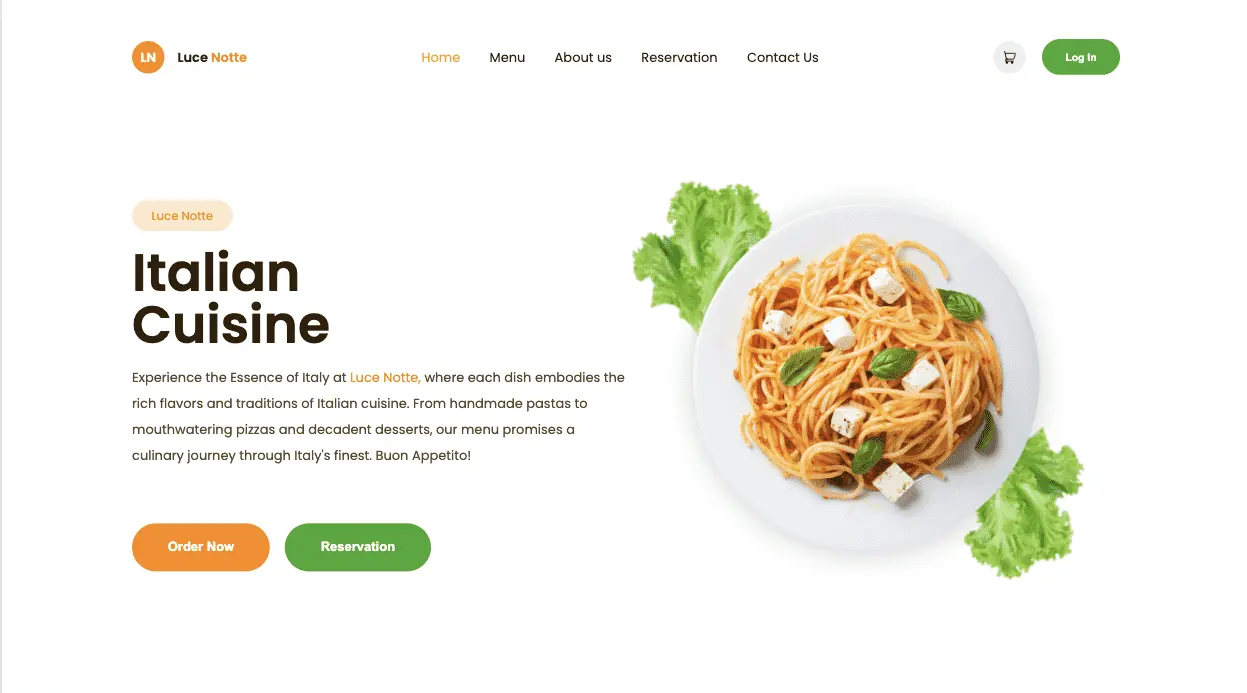 LN Luce Notte Home Menu About us Reservation Contact Us Log In
Luce Notte
Italian
Cuisine
Experience the Essence of Italy at Luce Notte, where each dish embodies the
rich flavors and traditions of Italian cuisine. From handmade pastas to
mouthwatering pizzas and decadent desserts, our menu promises a
culinary journey through Italy's finest. Buon Appetito!
Order Now Reservation